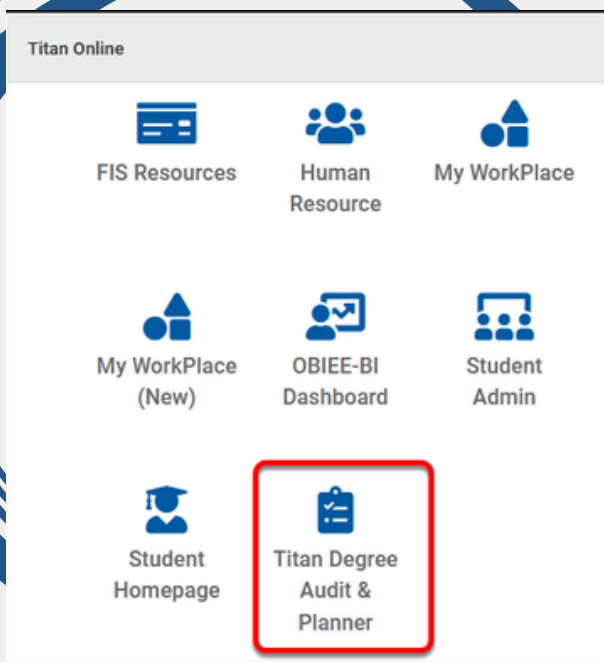 Titan Online
FIS Resources
Human
Resource
My WorkPlace
My WorkPlace
(New)
OBIEE-BI
Dashboard
Student
Admin
Student
Homepage
Titan Degree
Audit &
Planner